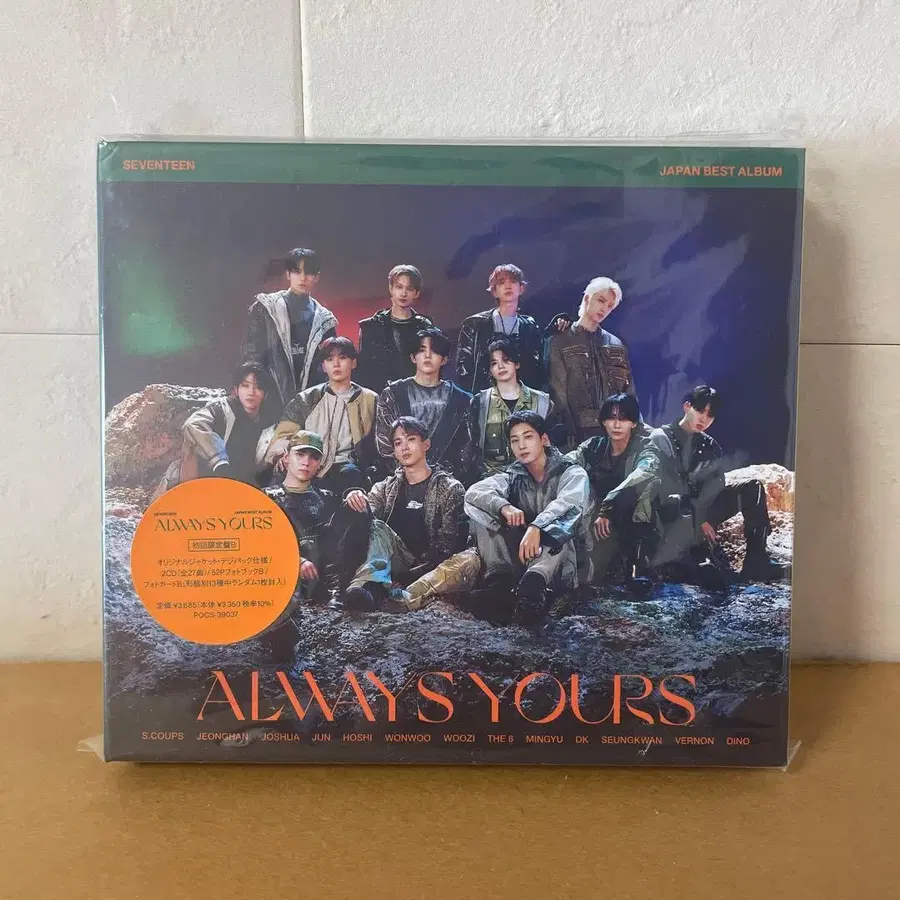 SEVENTEEN
JAPAN BEST ALBUM
SEVENTEEN JAPAN BEST ALBUM
ALWAYS YOURS
初回限定盤B
オリジナルジャケット・デジパック仕様/
2CD(全27曲)/52PフォトブックB/
フォトカードB(形態別13種中ランダム1枚封入)
定価:¥3,685(本体¥3,350 税率10%)
POCS-39037
ALWAYS YOURS
S.COUPS JEONGHAN JOSHUA JUN HOSHI WONWOO WOOZI THE 8 MINGYU DK SEUNGKWAN VERNON DINO